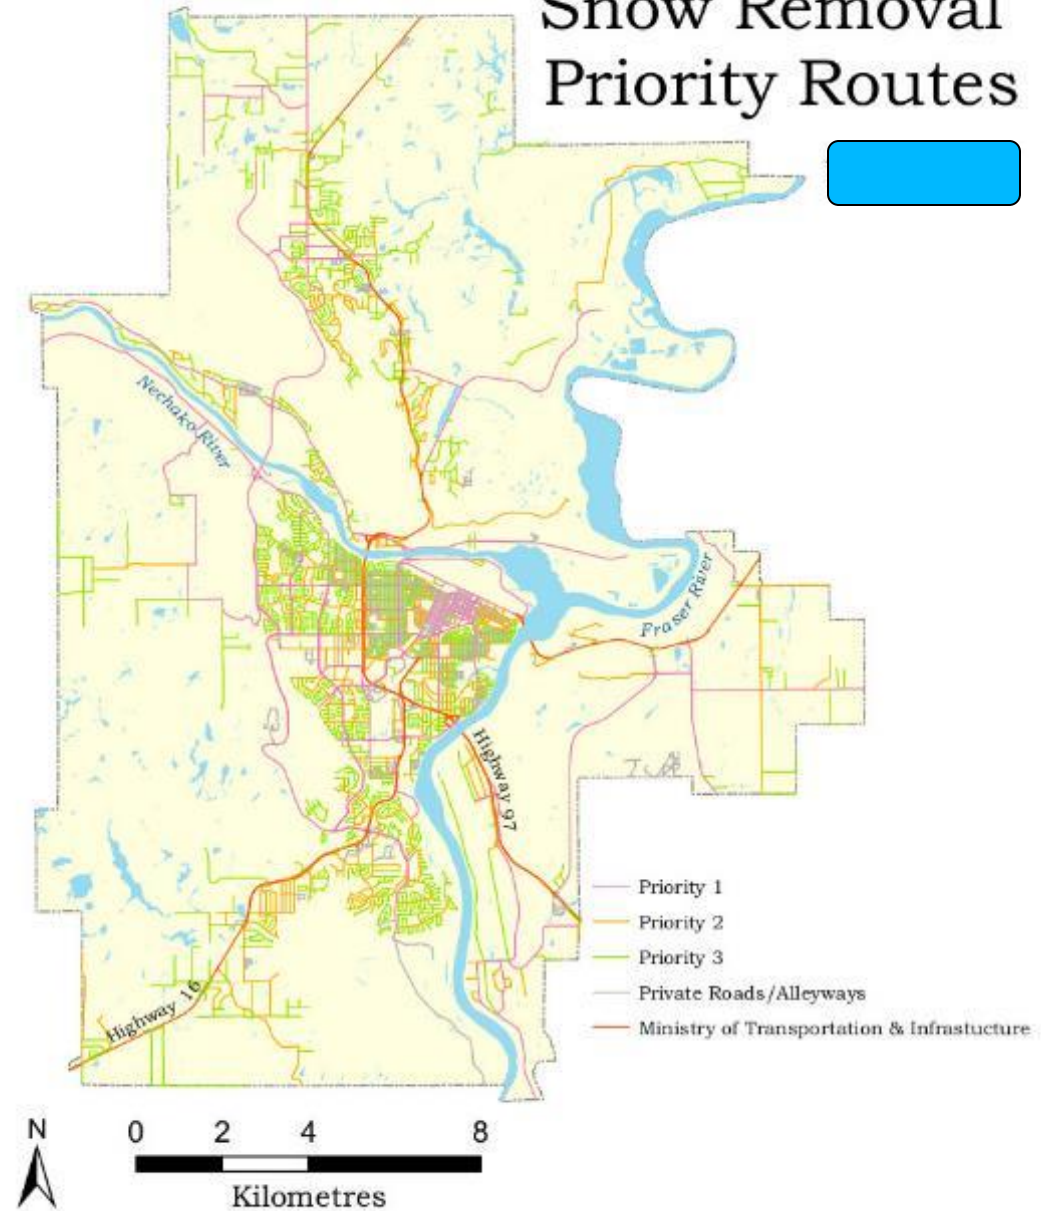 Snow Removal
Priority Routes
Nechako River
Fraser River
Highway 97
Priority 1
Priority 2
Priority 3
Private Roads/Alleyways
Highway 16
Ministry of Transportation & Infrastucture
N
0 2 4 8
Kilometres